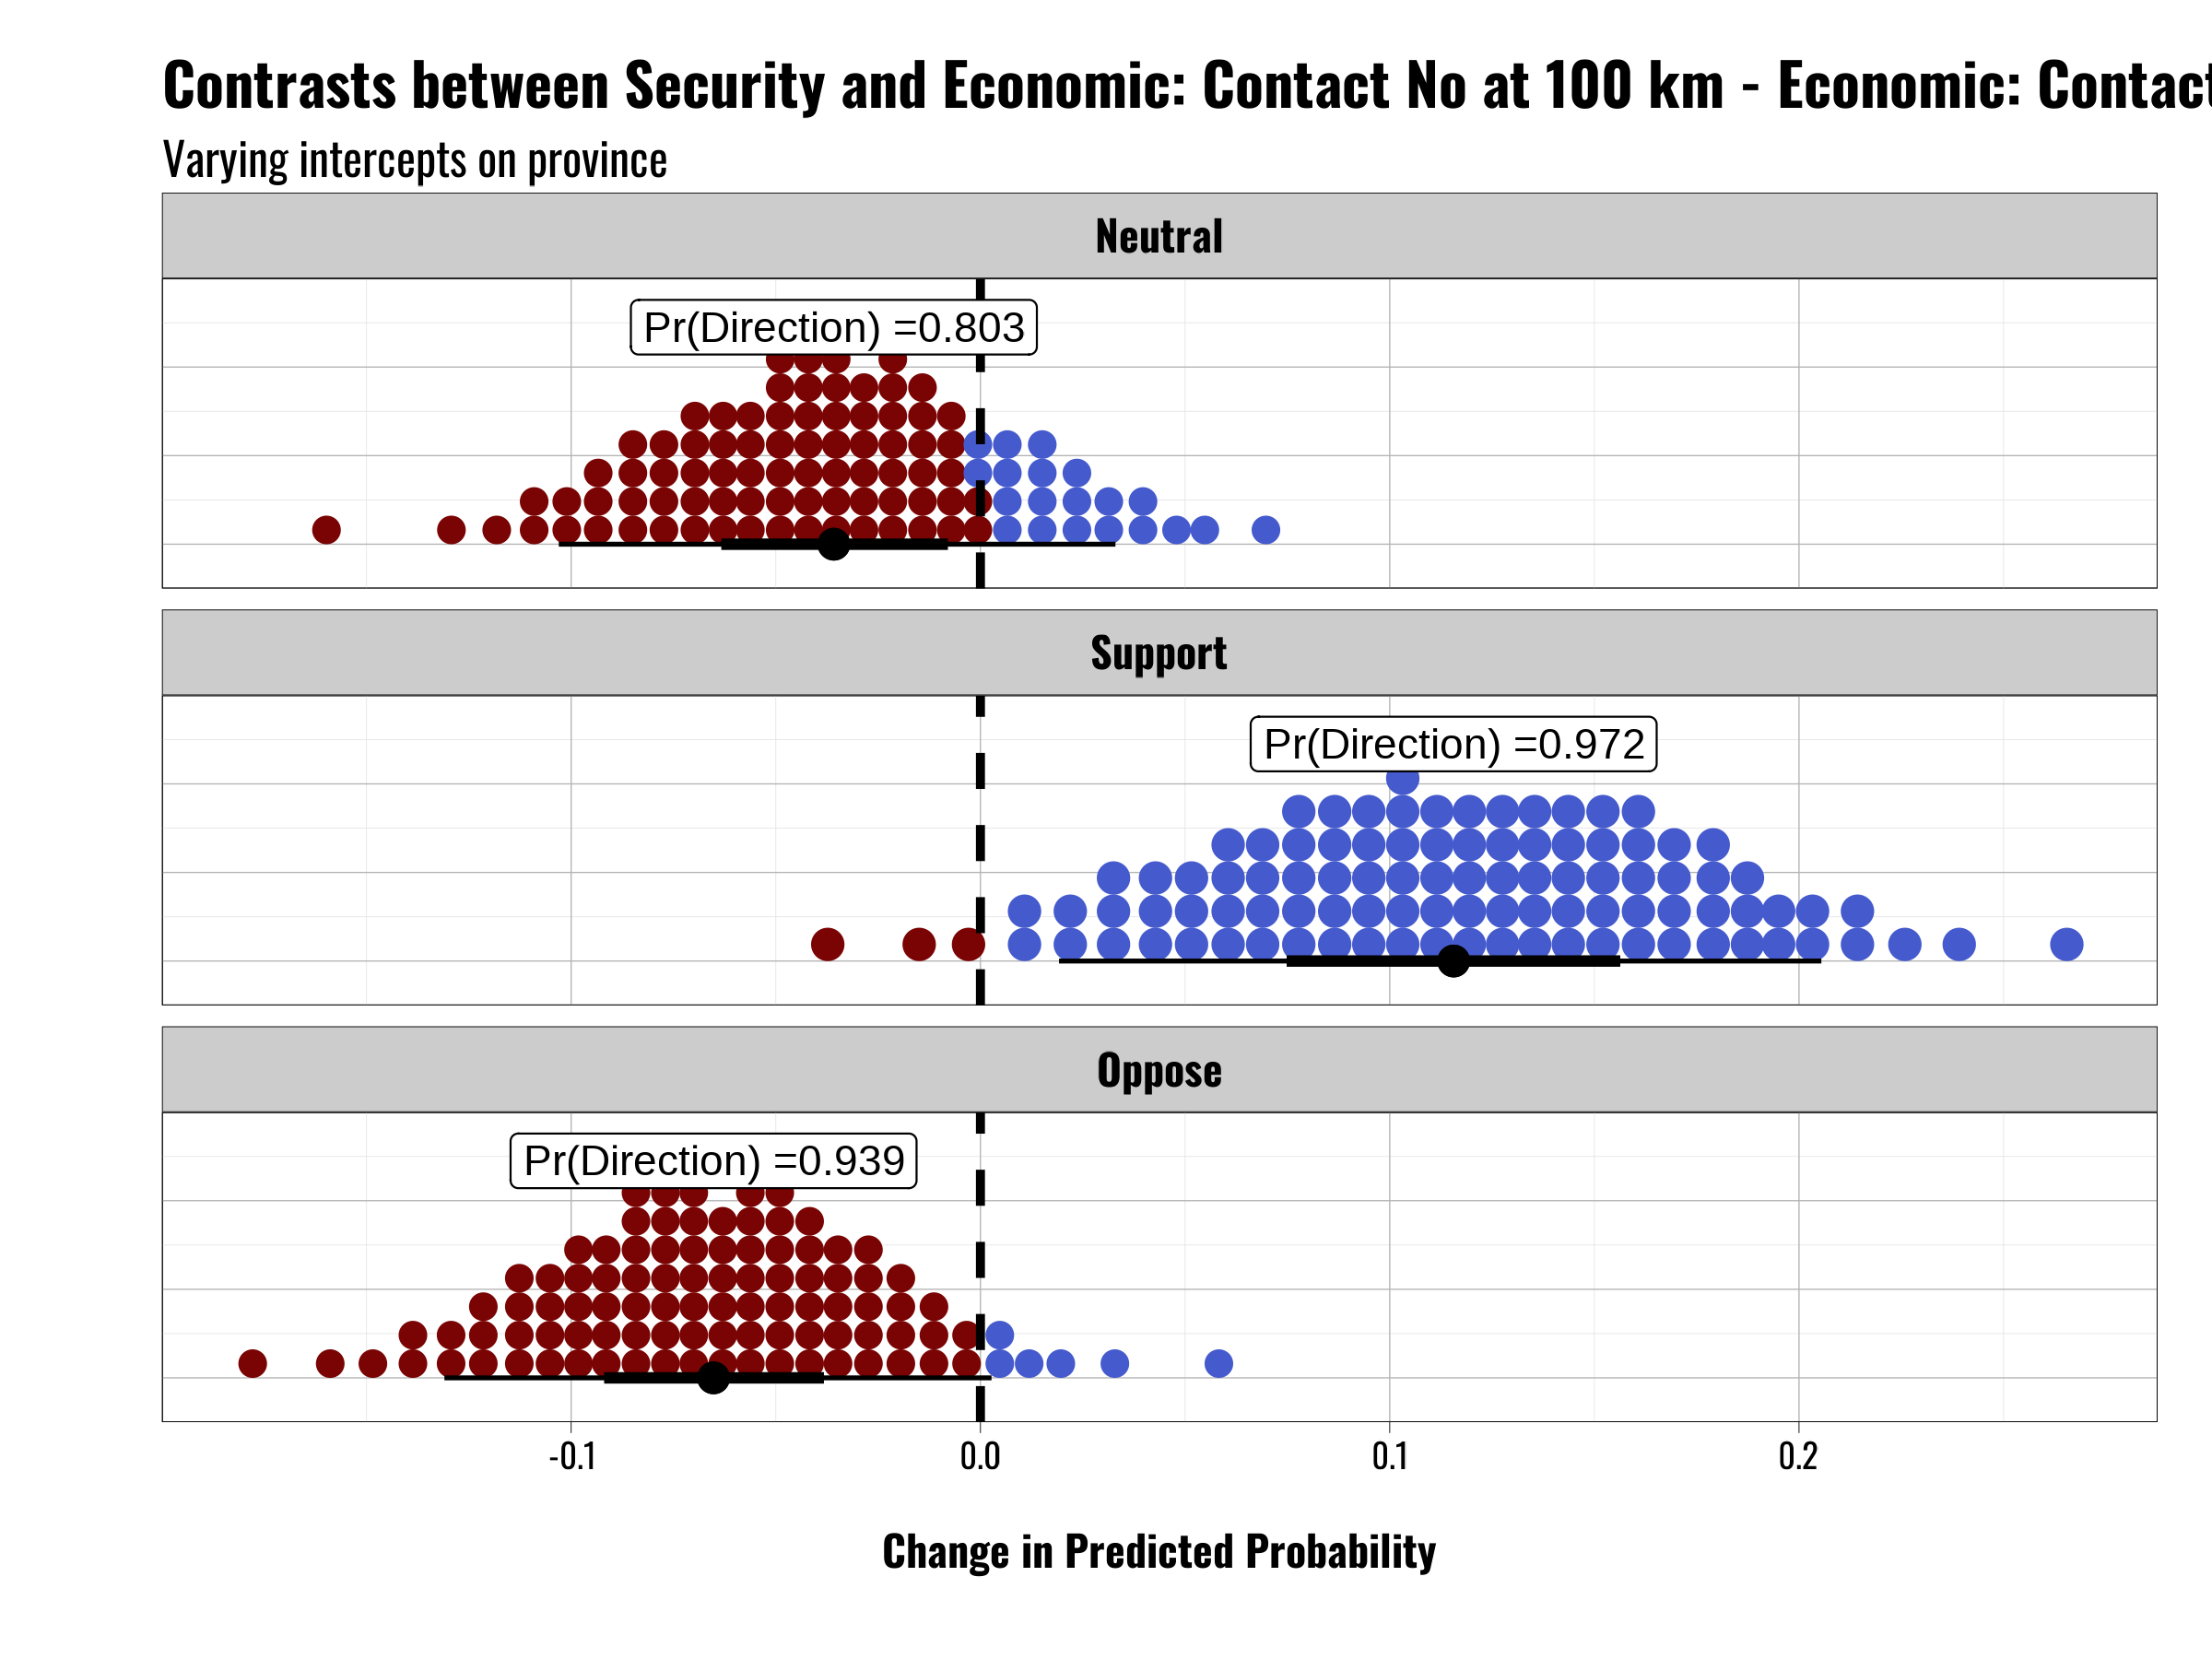 Contrasts between Security and Economic: Contact No at 100 km - Economic: Contact
Varying intercepts on province
Neutral
Pr(Direction) =0.803
Support
Pr(Direction) =0.972
Oppose
Pr(Direction) =0.939
-0.1 0.0 0.1 0.2
Change in Predicted Probability